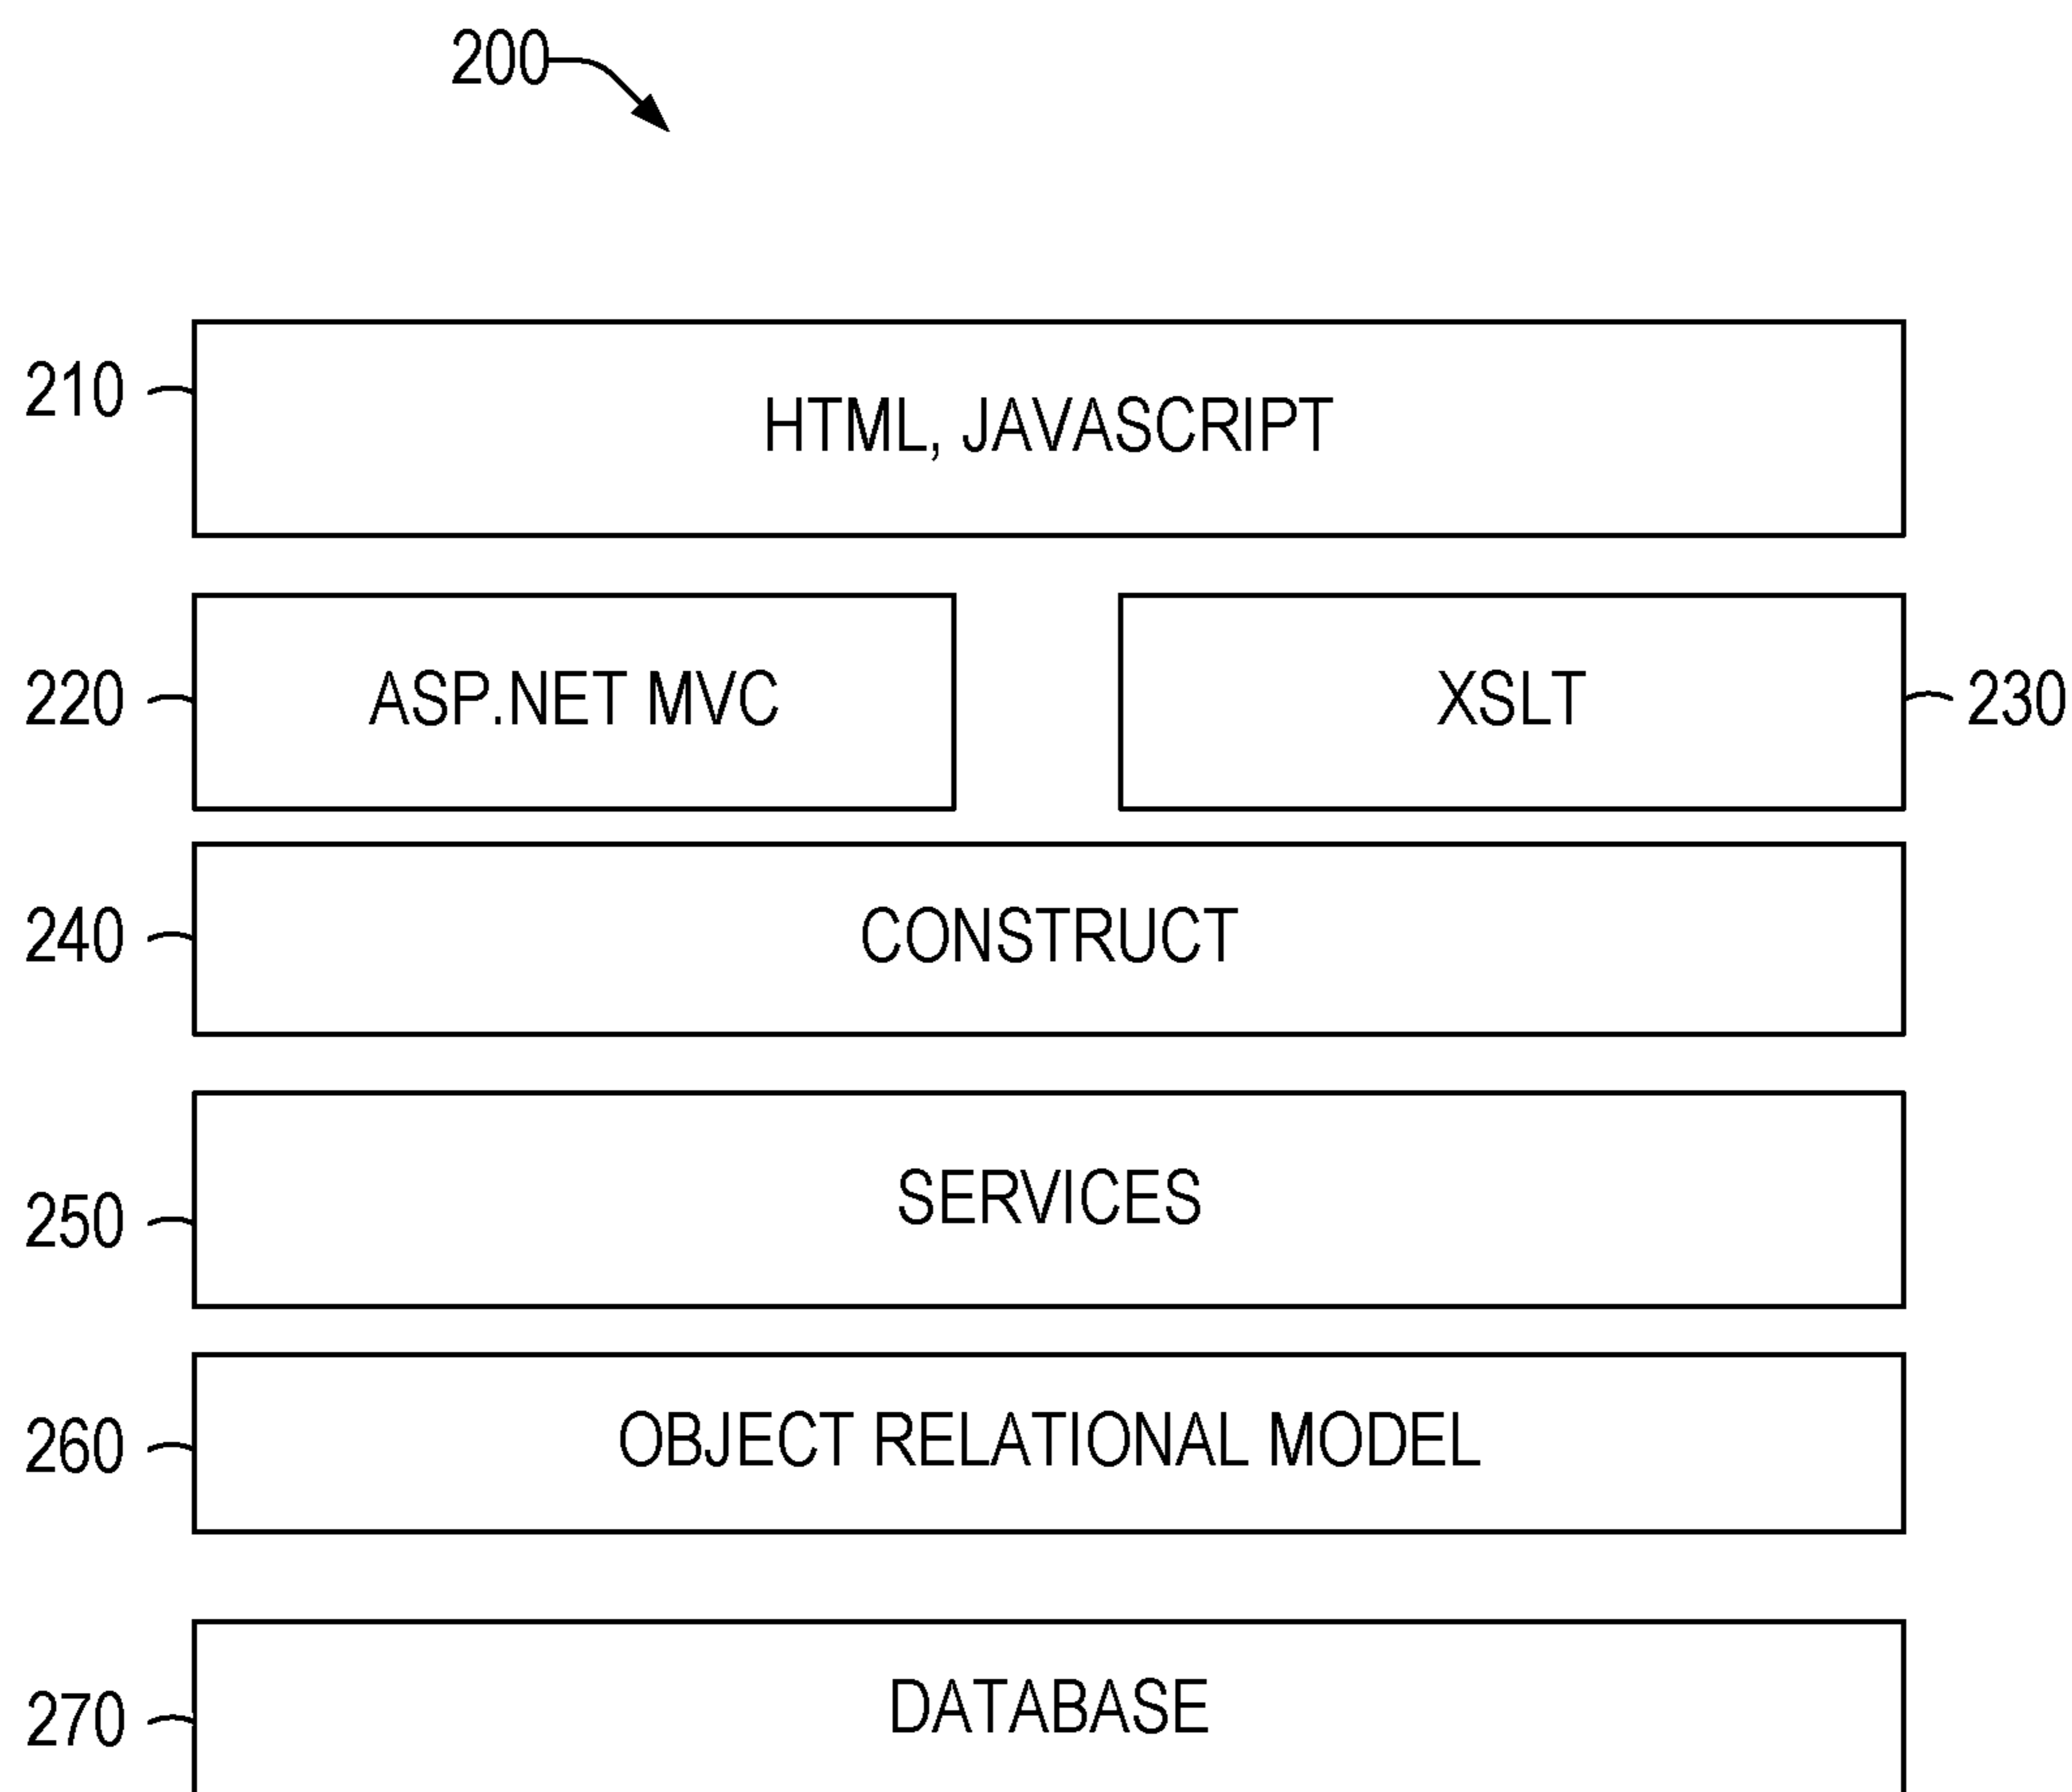 200
210
HTML, JAVASCRIPT
220
ASP.NET MVC
XSLT
230
240
CONSTRUCT
250
SERVICES
260
OBJECT RELATIONAL MODEL
270
DATABASE